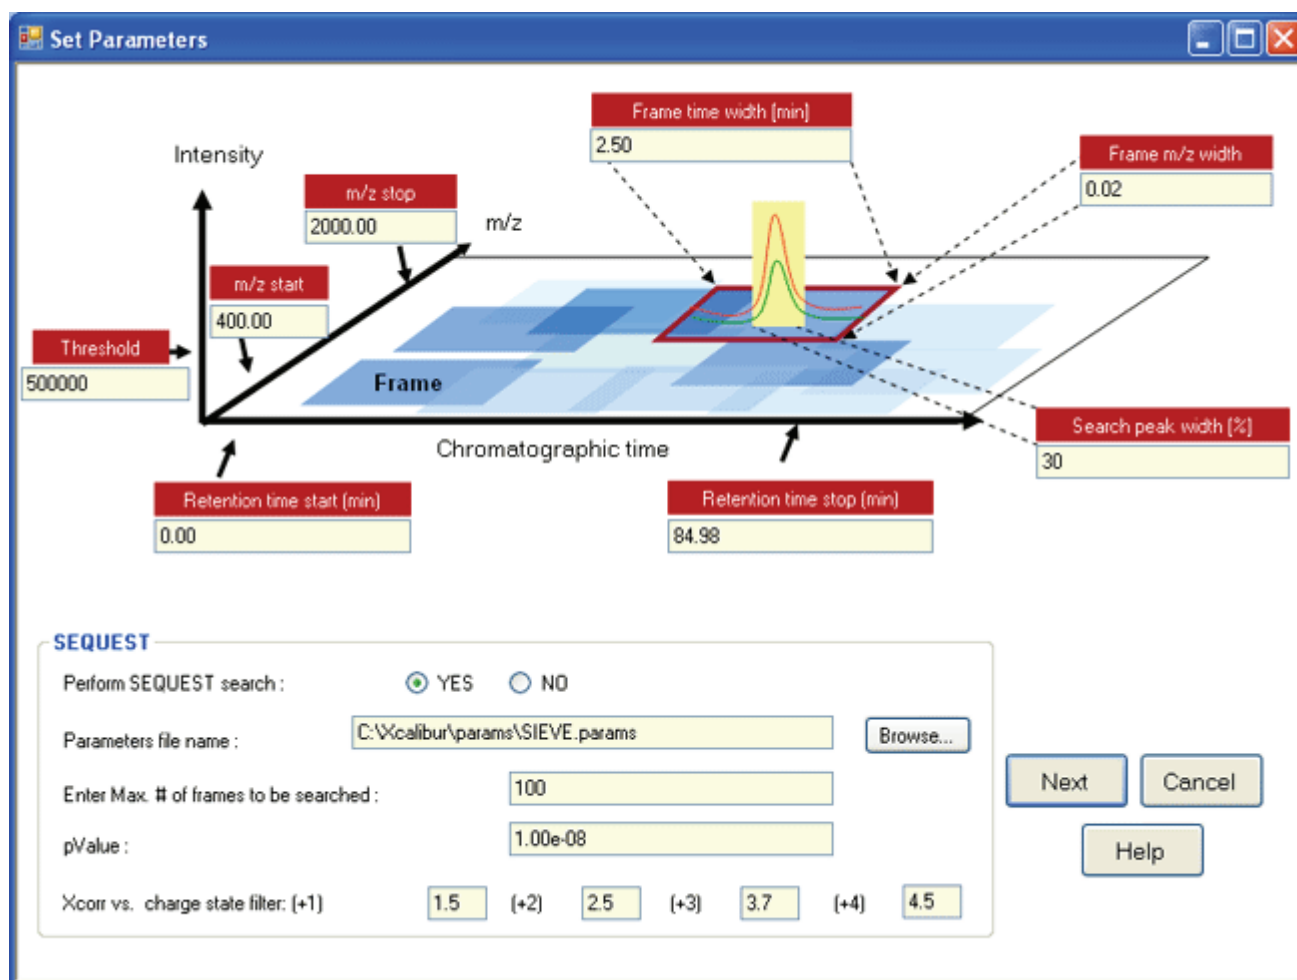 Set Parameters
Frame time width (min)
2.50
Intensity
Frame m/z width
0.02
m/z stop
2000.00
m/z
m/z start
400.00
Threshold
500000
Frame
Search peak width (%)
30
Chromatographic time
Retention time start (min)
0.00
Retention time stop (min)
84.98
SEQUEST
Perform SEQUEST search : YES NO
Parameters file name : C:\Xcalibur\params\SIEVE.params Browse...
Enter Max. # of frames to be searched : 100
Next Cancel
pValue : 1.00e-08
Help
Xcorr vs. charge state filter: (+1) 1.5 (+2) 2.5 (+3) 3.7 (+4) 4.5